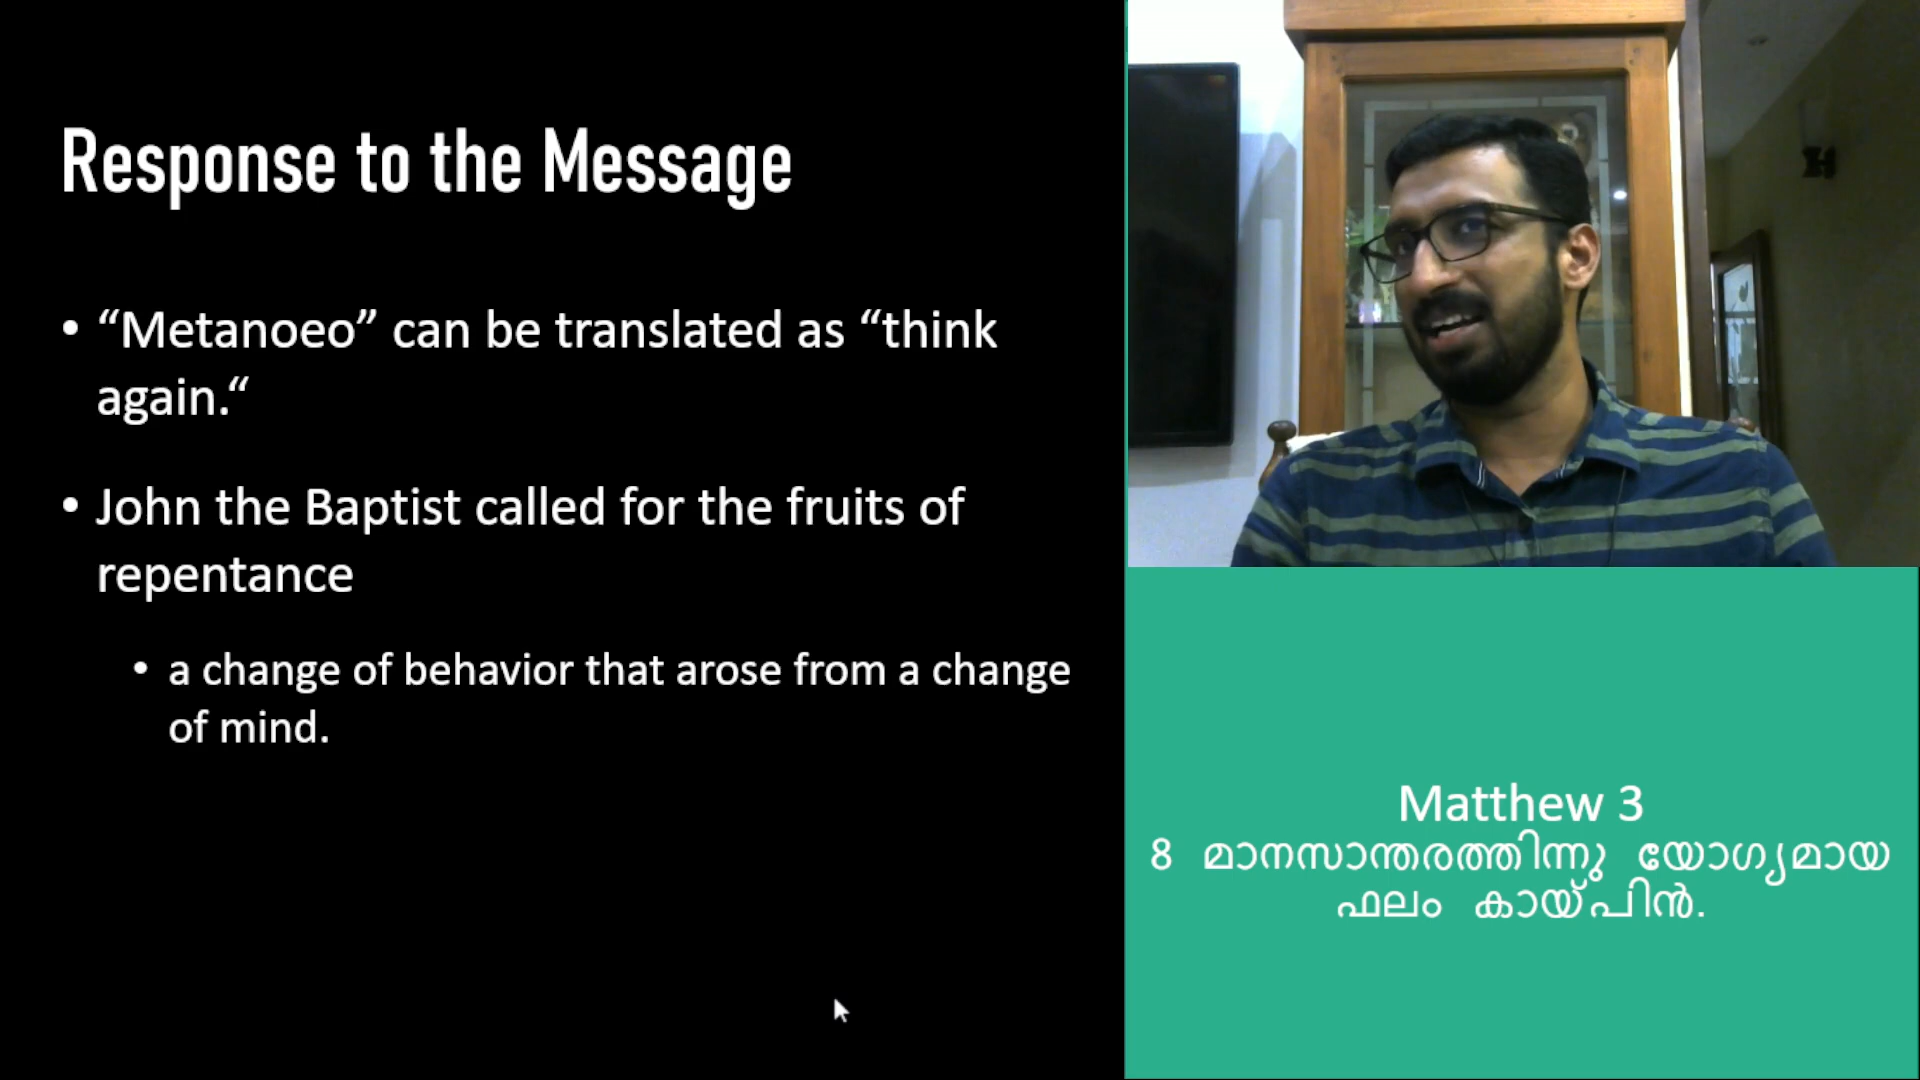 Response to the Message
• “Metanoeo” can be translated as “think
again.“
• John the Baptist called for the fruits of
repentance
• a change of behavior that arose from a change
of mind.
Matthew 3
8 മാനസാന്തരത്തിന്നു യോഗ്യമായ
ഫലം കായ്പിൻ.